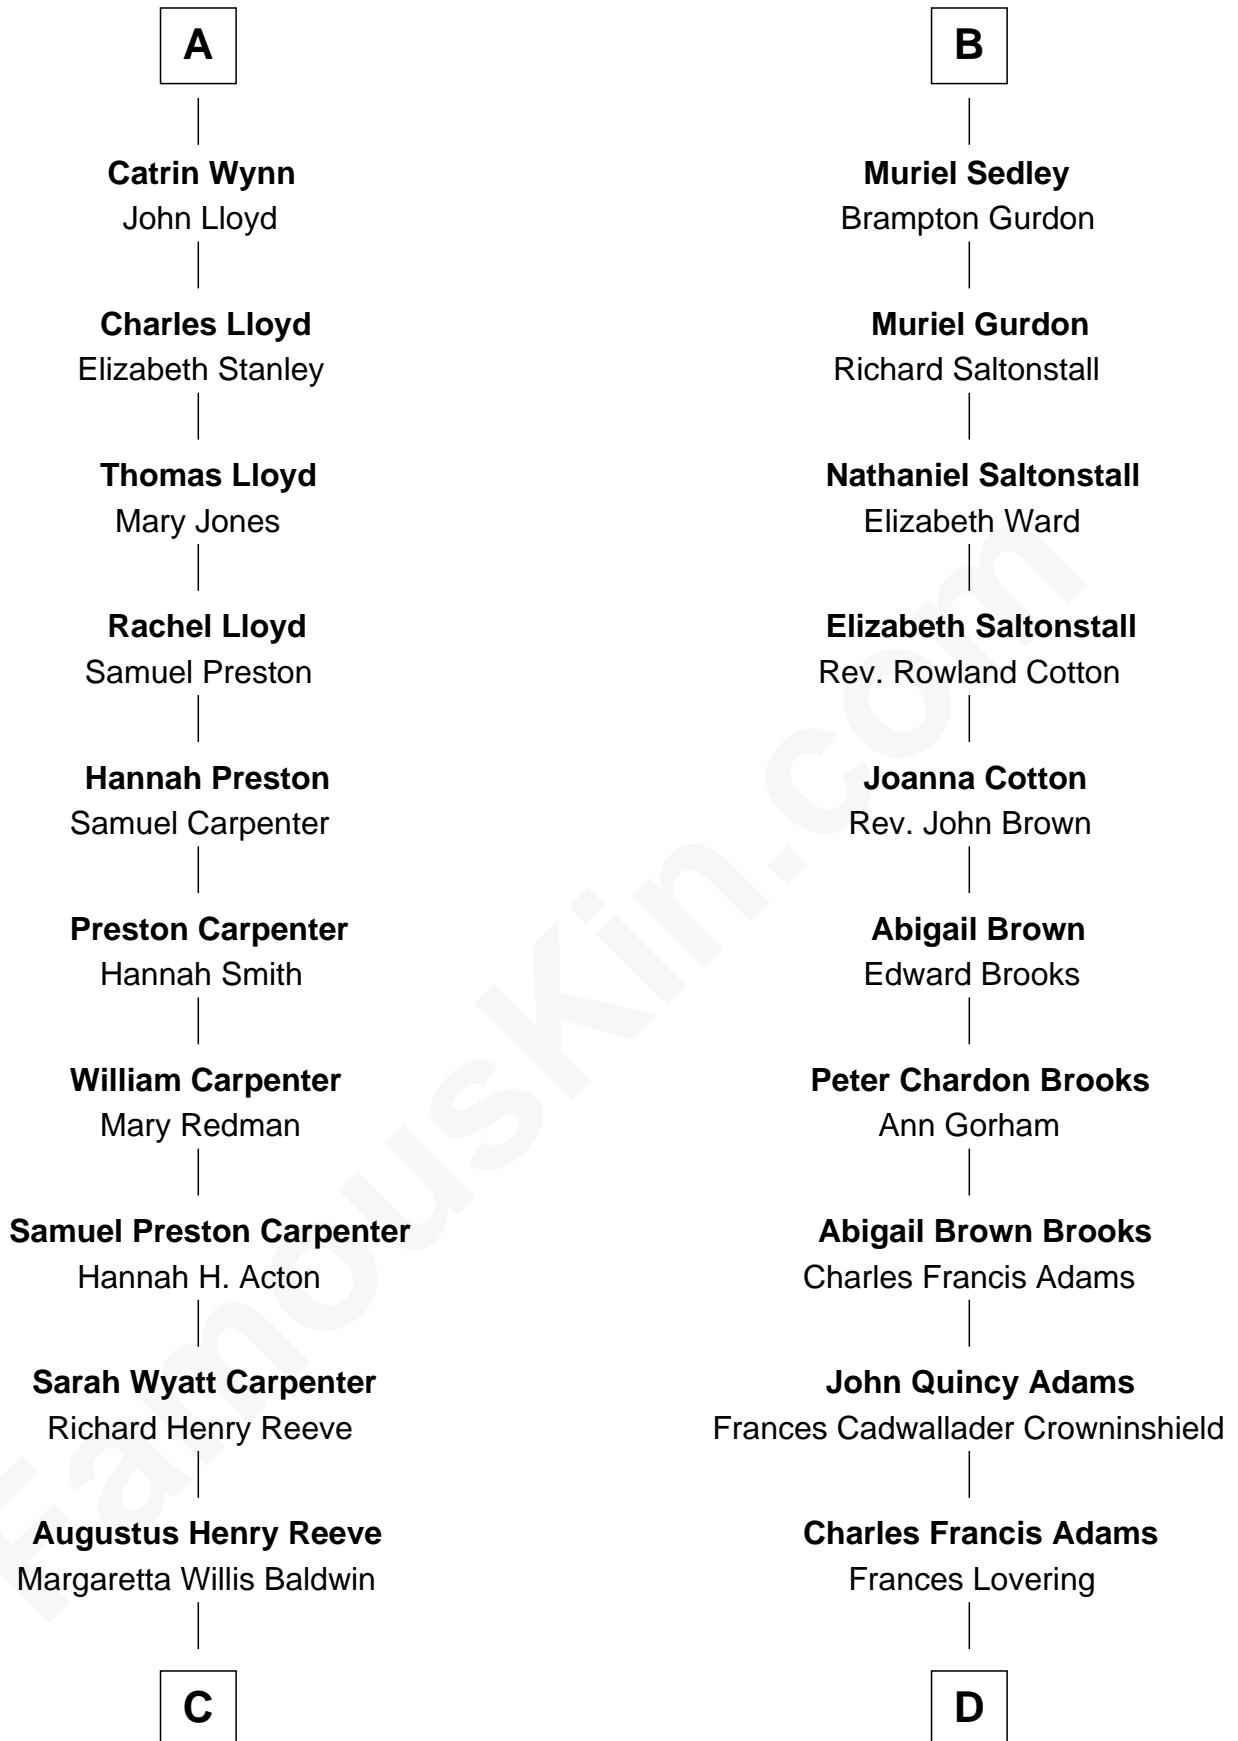 A
Catrin Wynn
John Lloyd
Charles Lloyd
Elizabeth Stanley
Thomas Lloyd
Mary Jones
Rachel Lloyd
Samuel Preston
Hannah Preston
Samuel Carpenter
Preston Carpenter
Hannah Smith
William Carpenter
Mary Redman
Samuel Preston Carpenter
Hannah H. Acton
Sarah Wyatt Carpenter
Richard Henry Reeve
Augustus Henry Reeve
Margaretta Willis Baldwin
C
B
Muriel Sedley
Brampton Gurdon
Muriel Gurdon
Richard Saltonstall
Nathaniel Saltonstall
Elizabeth Ward
Elizabeth Saltonstall
Rev. Rowland Cotton
Joanna Cotton
Rev. John Brown
Abigail Brown
Edward Brooks
Peter Chardon Brooks
Ann Gorham
Abigail Brown Brooks
Charles Francis Adams
John Quincy Adams
Frances Cadwallader Crowninshield
Charles Francis Adams
Frances Lovering
D
FamousKin.com